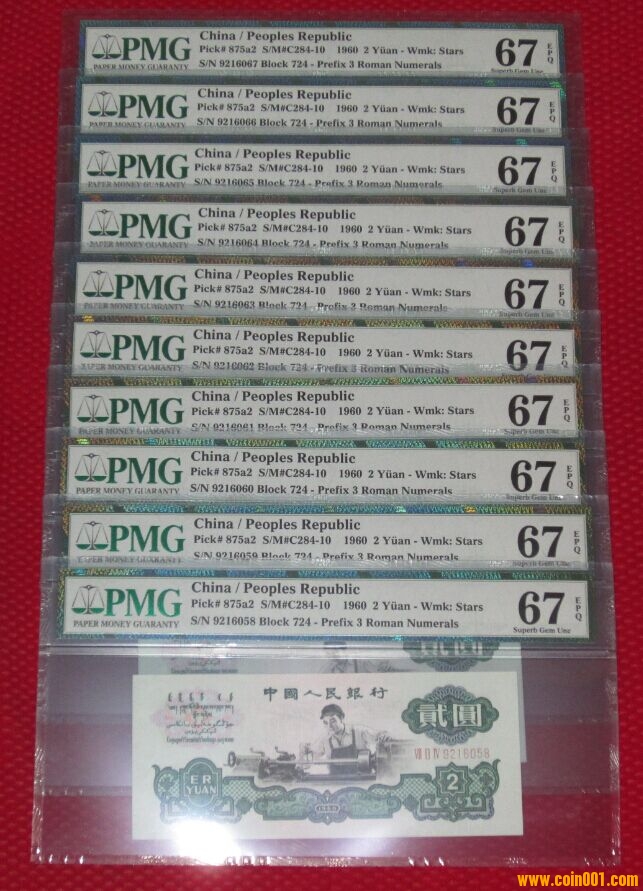 PMG
PAPER MONEY GUARANTY
China / Peoples Republic
Pick# 875a2 S/M#C284-10 1960 2 Yüan - Wmk: Stars
S/N 9216067 Block 724 - Prefix 3 Roman Numerals
67 EPQ
Superb Gem Unc
PMG
PAPER MONEY GUARANTY
China / Peoples Republic
Pick# 875a2 S/M#C284-10 1960 2 Yüan - Wmk: Stars
S/N 9216066 Block 724 - Prefix 3 Roman Numerals
67 EPQ
Superb Gem Unc
PMG
PAPER MONEY GUARANTY
China / Peoples Republic
Pick# 875a2 S/M#C284-10 1960 2 Yüan - Wmk: Stars
S/N 9216065 Block 724 - Prefix 3 Roman Numerals
67 EPQ
Superb Gem Unc
PMG
PAPER MONEY GUARANTY
China / Peoples Republic
Pick# 875a2 S/M#C284-10 1960 2 Yüan - Wmk: Stars
S/N 9216064 Block 724 - Prefix 3 Roman Numerals
67 EPQ
Superb Gem Unc
PMG
PAPER MONEY GUARANTY
China / Peoples Republic
Pick# 875a2 S/M#C284-10 1960 2 Yüan - Wmk: Stars
S/N 9216063 Block 724 - Prefix 3 Roman Numerals
67 EPQ
Superb Gem Unc
PMG
PAPER MONEY GUARANTY
China / Peoples Republic
Pick# 875a2 S/M#C284-10 1960 2 Yüan - Wmk: Stars
S/N 9216062 Block 724 - Prefix 3 Roman Numerals
67 EPQ
Superb Gem Unc
PMG
PAPER MONEY GUARANTY
China / Peoples Republic
Pick# 875a2 S/M#C284-10 1960 2 Yüan - Wmk: Stars
S/N 9216061 Block 724 - Prefix 3 Roman Numerals
67 EPQ
Superb Gem Unc
PMG
PAPER MONEY GUARANTY
China / Peoples Republic
Pick# 875a2 S/M#C284-10 1960 2 Yüan - Wmk: Stars
S/N 9216060 Block 724 - Prefix 3 Roman Numerals
67 EPQ
Superb Gem Unc
PMG
PAPER MONEY GUARANTY
China / Peoples Republic
Pick# 875a2 S/M#C284-10 1960 2 Yüan - Wmk: Stars
S/N 9216059 Block 724 - Prefix 3 Roman Numerals
67 EPQ
Superb Gem Unc
PMG
PAPER MONEY GUARANTY
China / Peoples Republic
Pick# 875a2 S/M#C284-10 1960 2 Yüan - Wmk: Stars
S/N 9216058 Block 724 - Prefix 3 Roman Numerals
67 EPQ
Superb Gem Unc
中國人民銀行
貳圓
9216058
ER
YUAN
1960
2
www.coin001.com